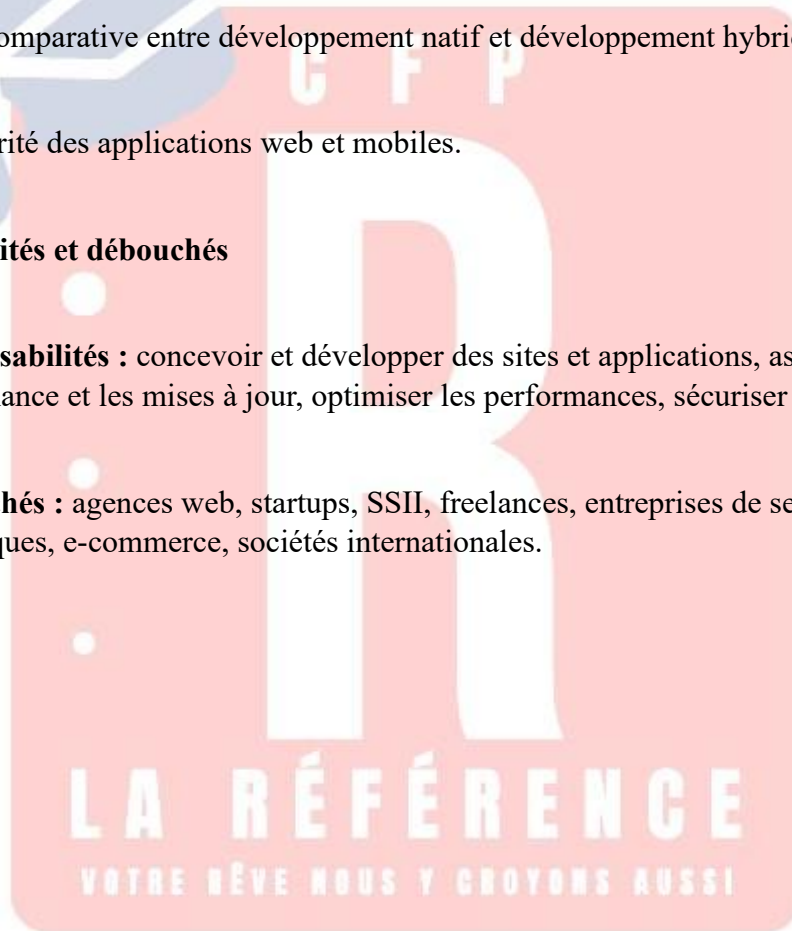 omparative entre développement natif et développement hybri
C F P
rité des applications web et mobiles.
ités et débouchés
sabilités : concevoir et développer des sites et applications, as
ance et les mises à jour, optimiser les performances, sécuriser
hés : agences web, startups, SSII, freelances, entreprises de se
ques, e-commerce, sociétés internationales.
R
LA RÉFÉRENCE
VOTRE RÊVE NOUS Y CROYONS AUSSI